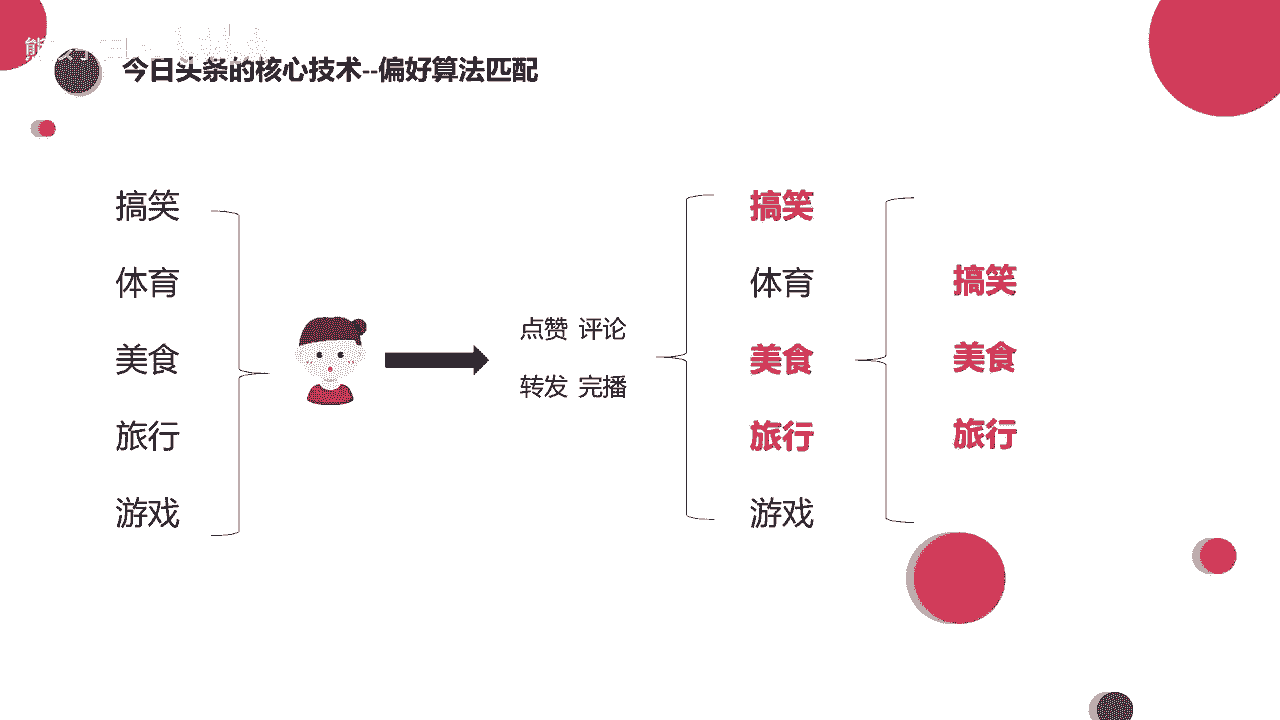 今日头条的核心技术--偏好算法匹配
搞笑
体育
美食
旅行
游戏
点赞 评论
转发 完播
搞笑
体育
美食
旅行
游戏
搞笑
美食
旅行